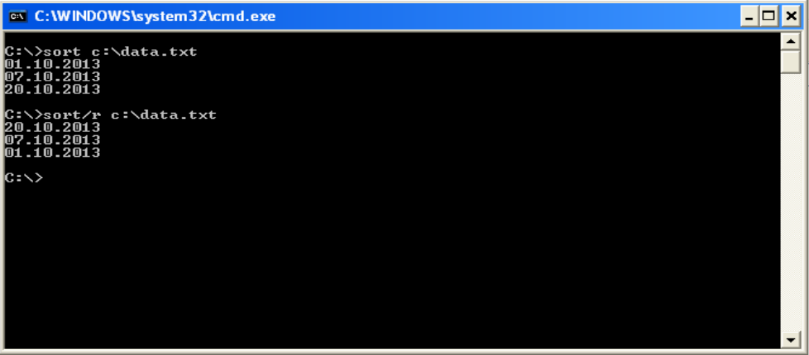 C:\WINDOWS\system32\cmd.exe
C:\>sort c:\data.txt
01.10.2013
07.10.2013
20.10.2013
C:\>sort/r c:\data.txt
20.10.2013
07.10.2013
01.10.2013
C:\>